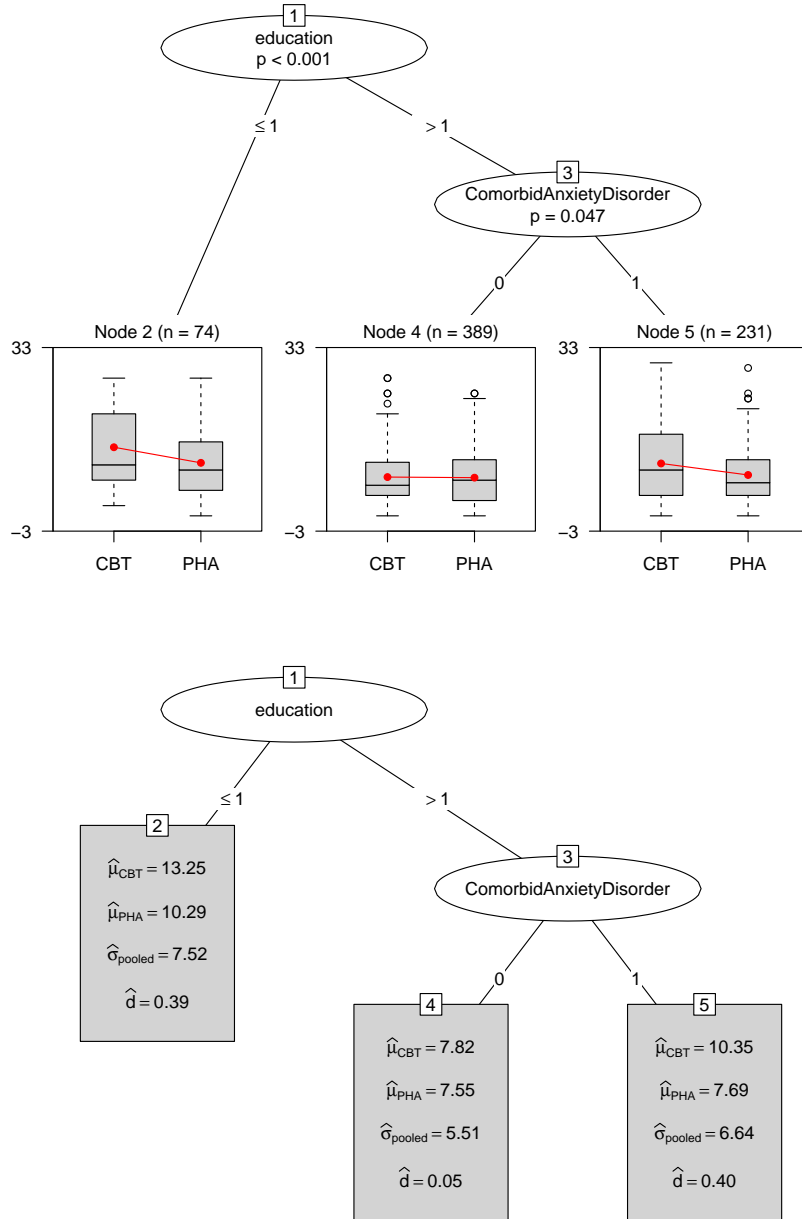 1
education
p < 0.001
≤ 1
> 1
3
ComorbidAnxietyDisorder
p = 0.047
0
1
Node 2 (n = 74)
Node 4 (n = 389)
Node 5 (n = 231)
33
−3
CBT
PHA
33
−3
CBT
PHA
33
−3
CBT
PHA
1
education
≤ 1
> 1
2
μ̂CBT = 13.25
μ̂PHA = 10.29
σ̂pooled = 7.52
d̂ = 0.39
3
ComorbidAnxietyDisorder
0
1
4
μ̂CBT = 7.82
μ̂PHA = 7.55
σ̂pooled = 5.51
d̂ = 0.05
5
μ̂CBT = 10.35
μ̂PHA = 7.69
σ̂pooled = 6.64
d̂ = 0.40